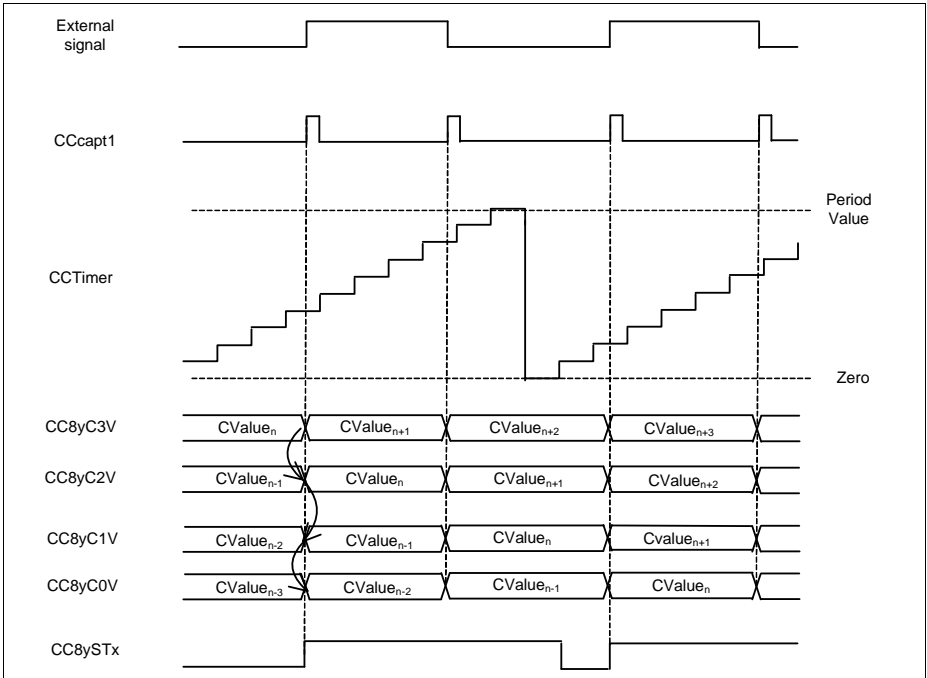 External
signal
CCcapt1
Period
Value
CCTimer
Zero
CC8yC3V CValueₙ CValueₙ₊₁ CValueₙ₊₂ CValueₙ₊₃
CC8yC2V CValueₙ₋₁ CValueₙ CValueₙ₊₁ CValueₙ₊₂
CC8yC1V CValueₙ₋₂ CValueₙ₋₁ CValueₙ Cvalueₙ₊₁
CC8yC0V CValueₙ₋₃ CValueₙ₋₂ CValueₙ₋₁ CValueₙ
CC8ySTx